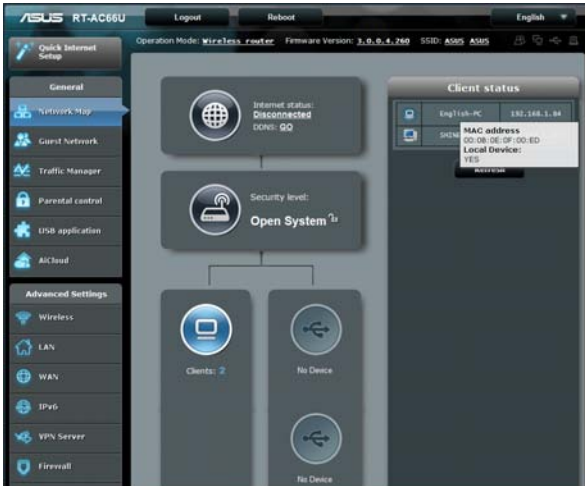 ASUS RT-AC66U
Logout
Reboot
English
Quick Internet
Setup
Operation Mode: Wireless router Firmware Version: 3.0.0.4.260 SSID: ASUS ASUS
General
Network Map
Guest Network
Traffic Manager
Parental control
USB application
AiCloud
Advanced Settings
Wireless
LAN
WAN
IPv6
VPN Server
Firewall
Internet status:
Disconnected
DDNS: GO
Security level:
Open System
Clients: 2
No Device
No Device
Client status
English-PC 192.168.1.84
MAC address
00:08:0E:0F:00:ED
Local Device:
YES
Refresh